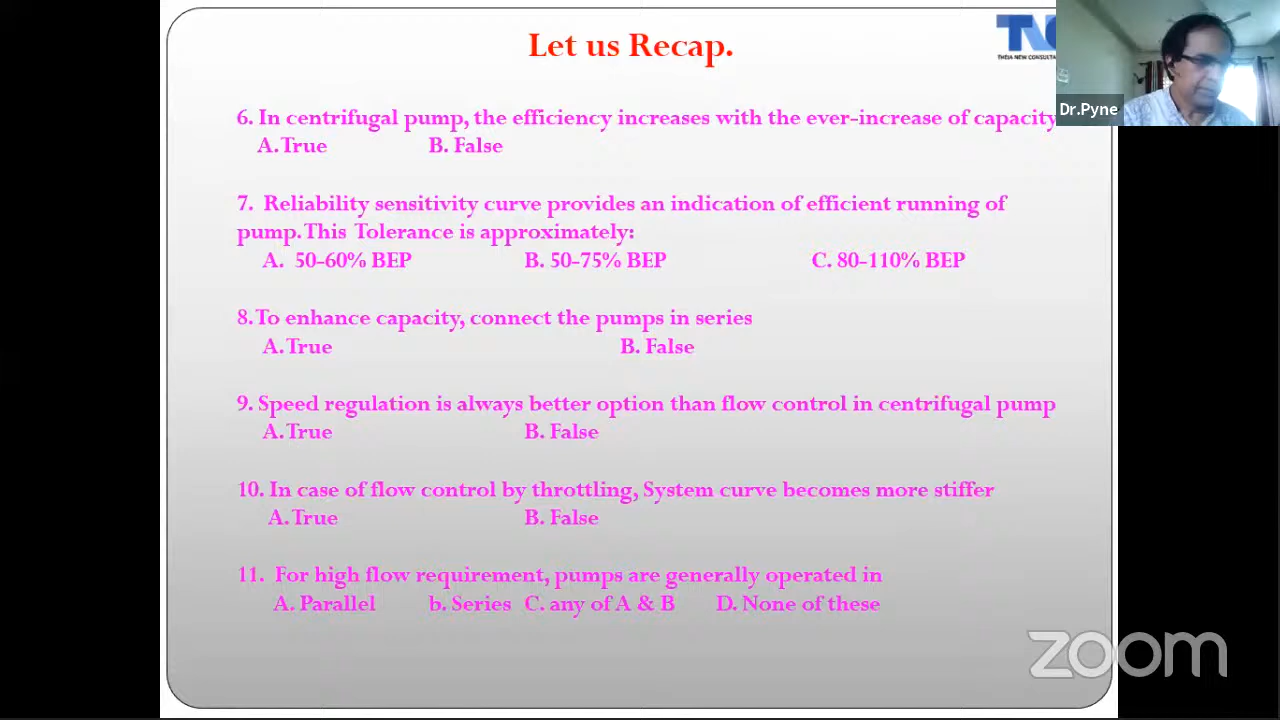 Let us Recap.
TNC
THEIA NEW CONSULTA
Dr.Pyne
6. In centrifugal pump, the efficiency increases with the ever-increase of capacity
A. True B. False
7. Reliability sensitivity curve provides an indication of efficient running of
pump. This Tolerance is approximately:
A. 50-60% BEP B. 50-75% BEP C. 80-110% BEP
8. To enhance capacity, connect the pumps in series
A. True B. False
9. Speed regulation is always better option than flow control in centrifugal pump
A. True B. False
10. In case of flow control by throttling, System curve becomes more stiffer
A. True B. False
11. For high flow requirement, pumps are generally operated in
A. Parallel b. Series C. any of A & B D. None of these
zoom